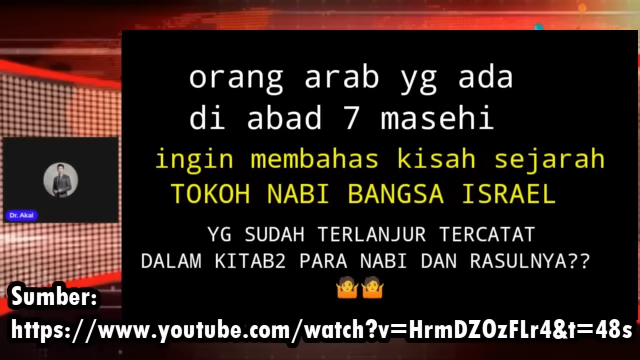 orang arab yg ada
di abad 7 masehi
ingin membahas kisah sejarah
TOKOH NABI BANGSA ISRAEL
YG SUDAH TERLANJUR TERCATAT
DALAM KITAB2 PARA NABI DAN RASULNYA??
🤷🤷
Dr. Akal
Sumber:
https://www.youtube.com/watch?v=HrmDZOzFLr4&t=48s